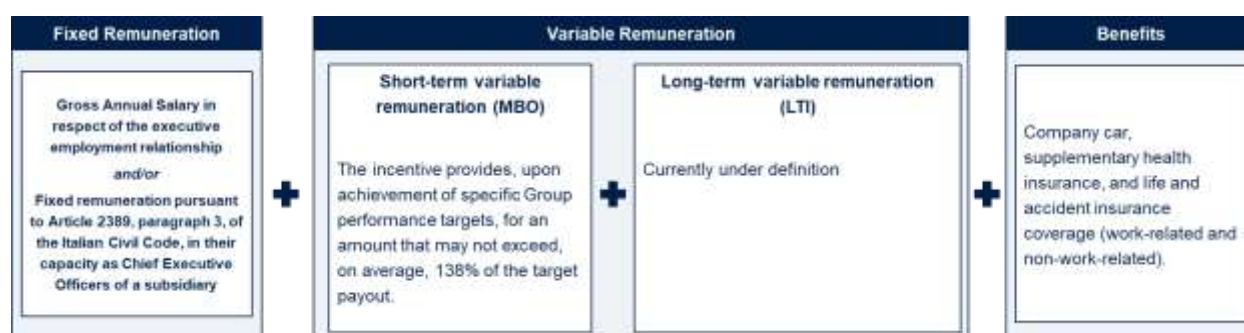 Fixed Remuneration
Gross Annual Salary in
respect of the executive
employment relationship
and/or
Fixed remuneration pursuant
to Article 2389, paragraph 3, of
the Italian Civil Code, in their
capacity as Chief Executive
Officers of a subsidiary
Variable Remuneration
Short-term variable
remuneration (MBO)
The incentive provides, upon
achievement of specific Group
performance targets, for an
amount that may not exceed,
on average, 138% of the target
payout.
Long-term variable remuneration
(LTI)
Currently under definition
Benefits
Company car,
supplementary health
insurance, and life and
accident insurance
coverage (work-related and
non-work-related).